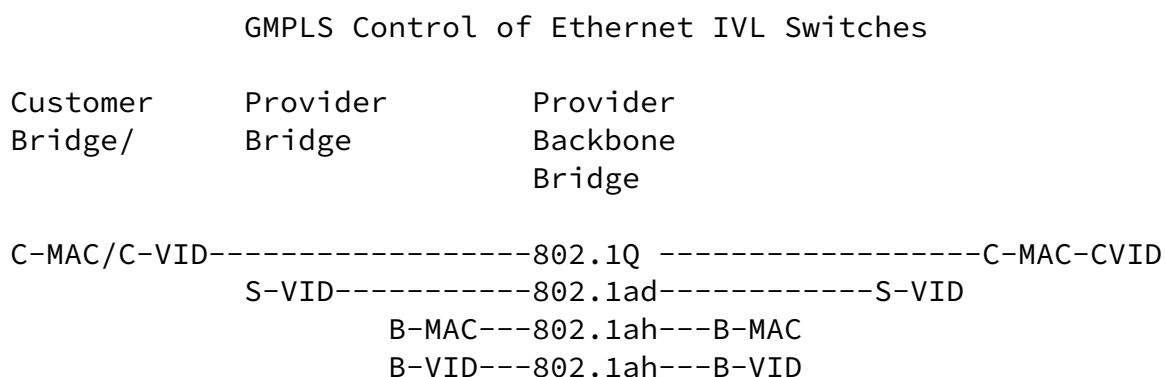 GMPLS Control of Ethernet IVL Switches
Customer Provider Provider
Bridge/ Bridge Backbone
Bridge
C-MAC/C-VID------------------802.1Q ------------------C-MAC-CVID
S-VID-----------802.1ad------------S-VID
B-MAC---802.1ah---B-MAC
B-VID---802.1ah---B-VID